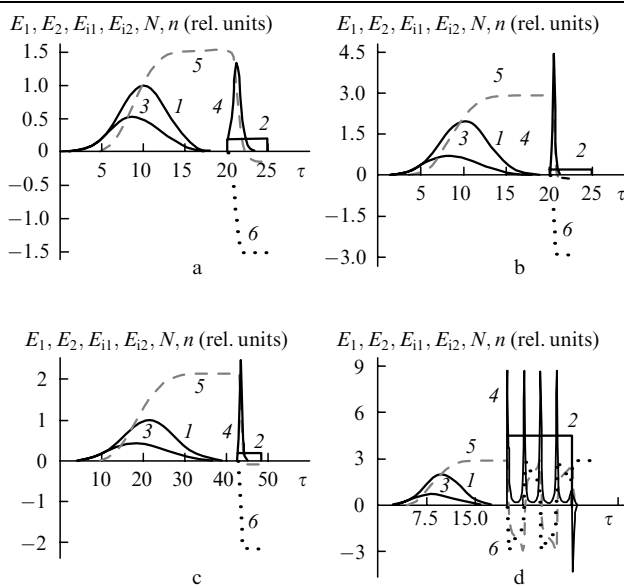 E₁, E₂, Eᵢ₁, Eᵢ₂, N, n (rel. units)
1.5
1.0
0.5
0
−0.5
−1.0
−1.5
5 10 15 20 25 τ
5
3 1 4 2
6
a
E₁, E₂, Eᵢ₁, Eᵢ₂, N, n (rel. units)
4.5
3.0
1.5
0
−1.5
−3.0
5 10 15 20 25 τ
5
3 1 4 2
6
b
E₁, E₂, Eᵢ₁, Eᵢ₂, N, n (rel. units)
2
1
0
−1
−2
10 20 30 40 50 τ
5
3 1 4 2
6
c
E₁, E₂, Eᵢ₁, Eᵢ₂, N, n (rel. units)
9
6
3
0
−3
7.5 15.0 τ
4 2
5
3 1
6
d